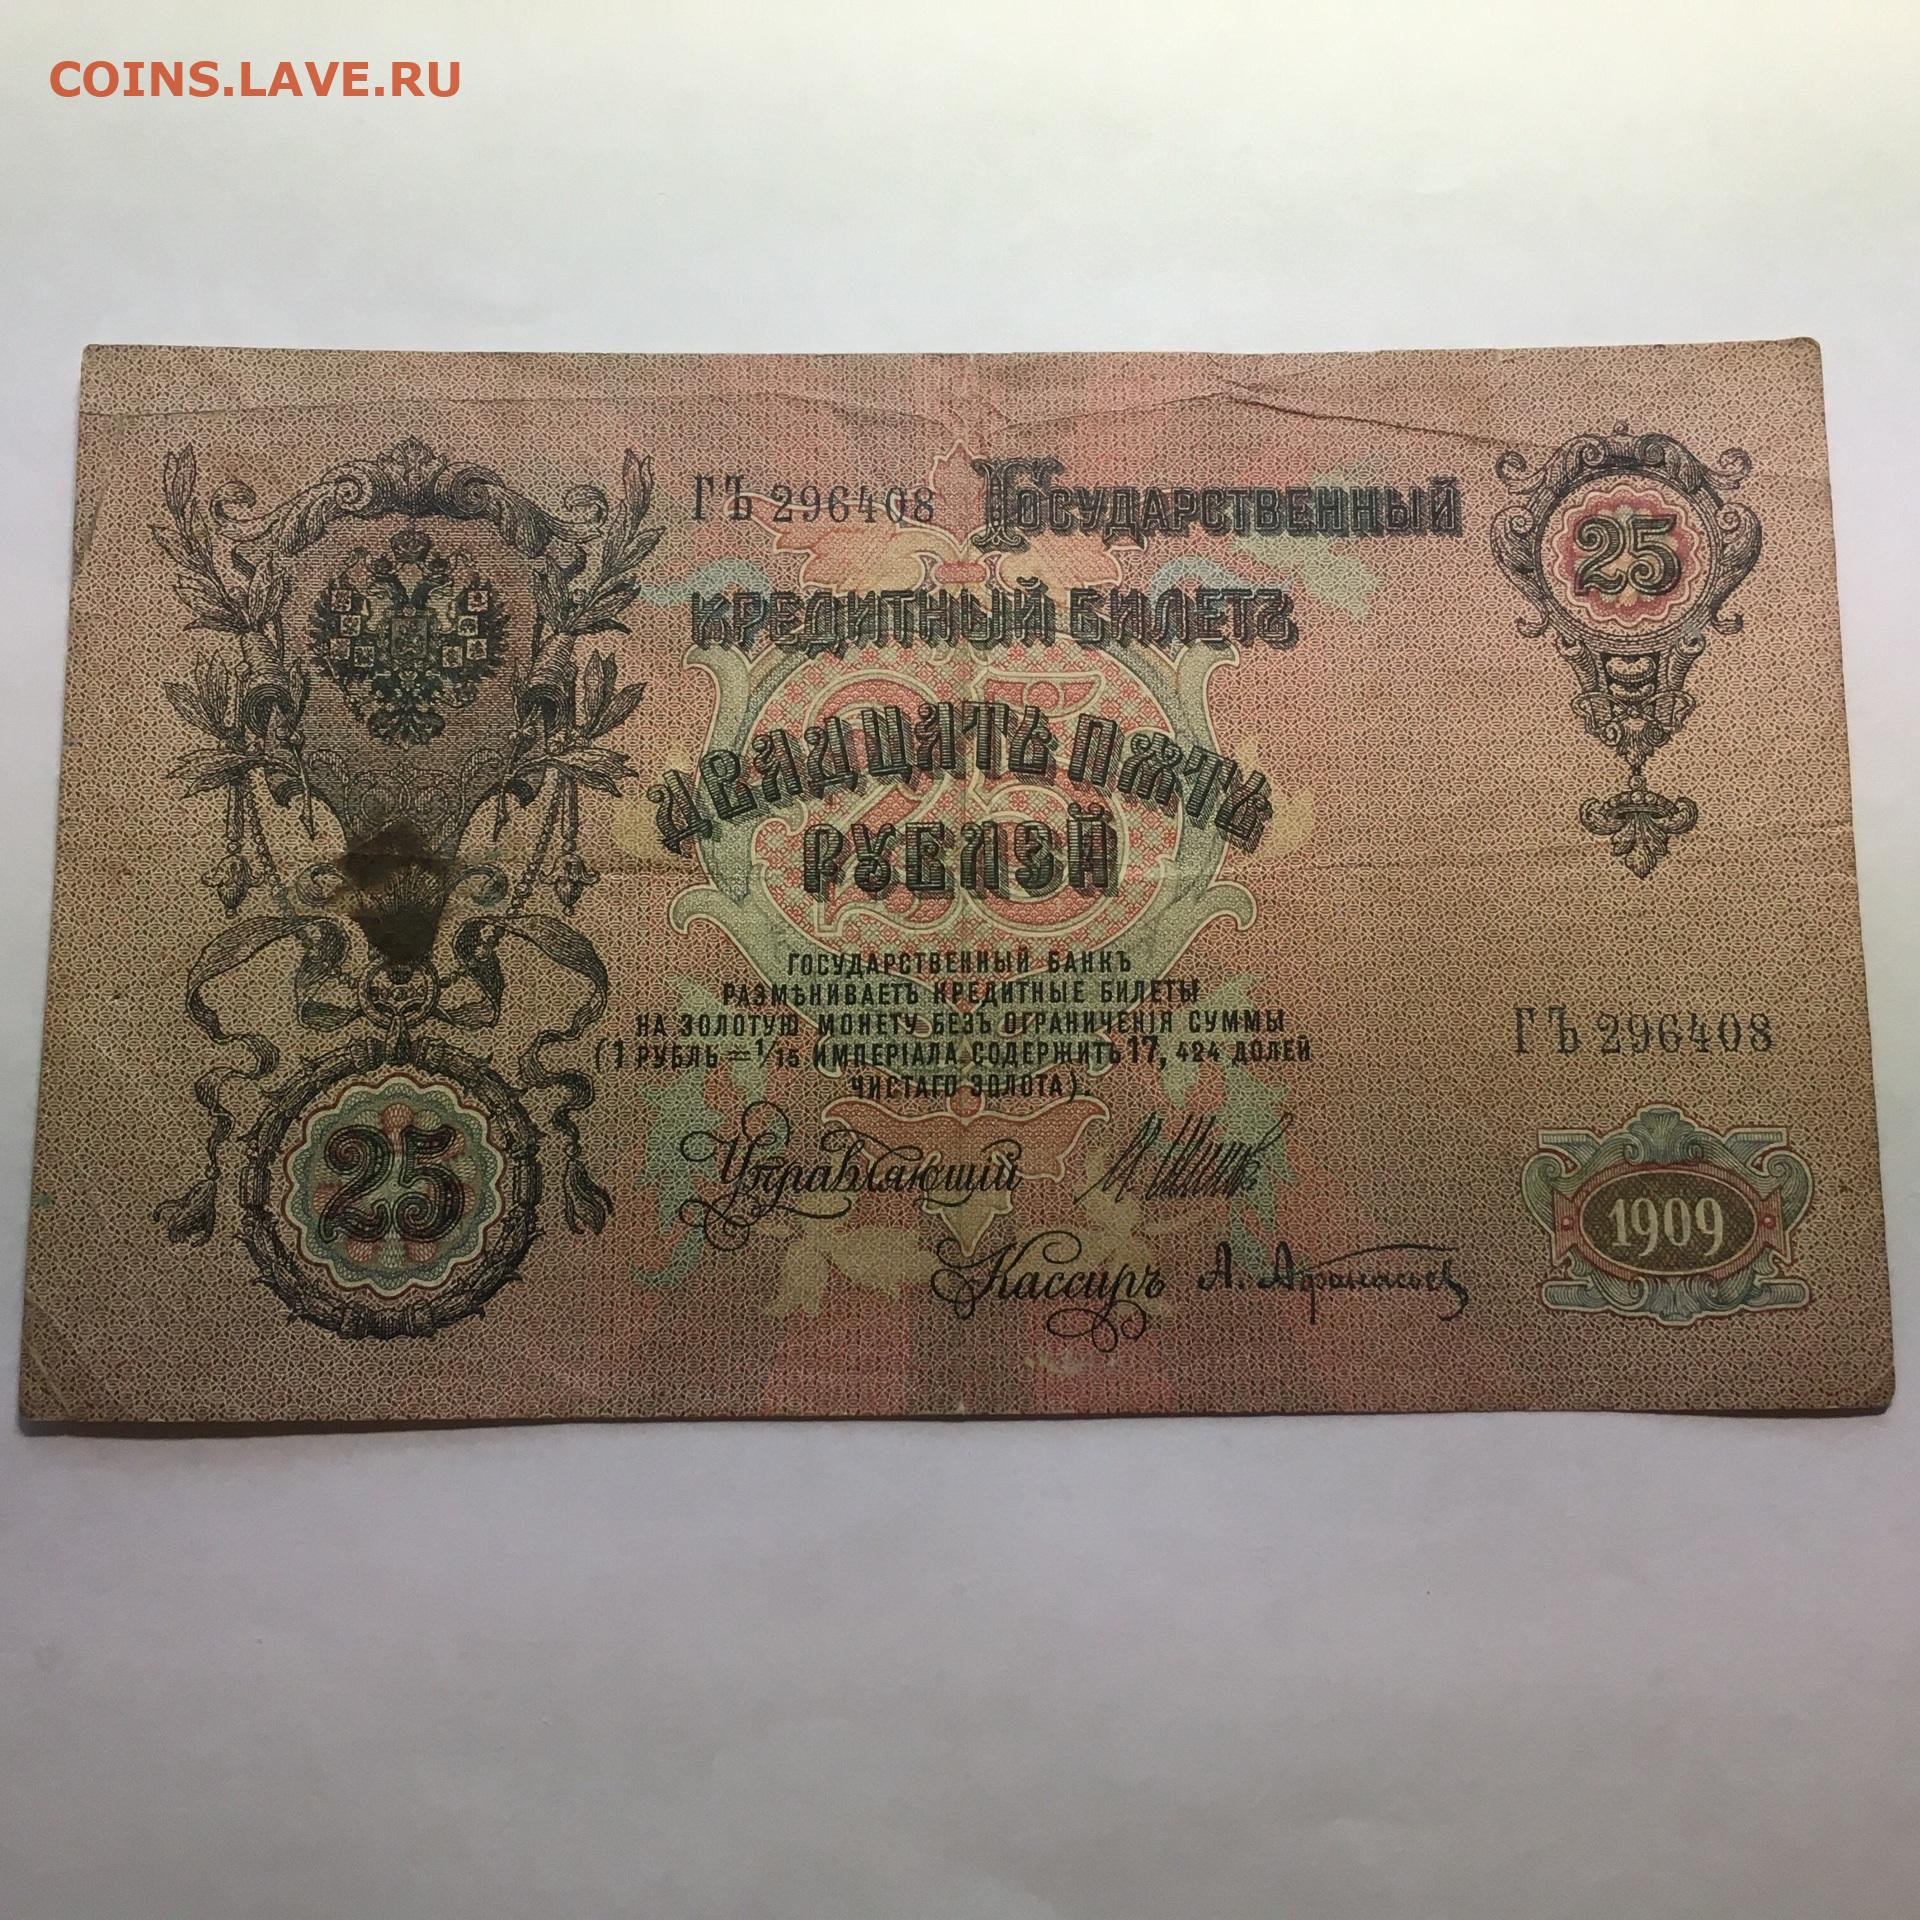 COINS.LAVE.RU
ГЪ 296408 ГОСУДАРСТВЕННЫЙ 25
КРЕДИТНЫЙ БИЛЕТЪ
25
ДВАДЦАТЬ ПЯТЬ
РУБЛЕЙ
ГОСУДАРСТВЕННЫЙ БАНКЪ
РАЗМѢНИВАЕТЪ КРЕДИТНЫЕ БИЛЕТЫ
НА ЗОЛОТУЮ МОНЕТУ БЕЗЪ ОГРАНИЧЕНІЯ СУММЫ
(1 РУБЛЬ = 1/15 ИМПЕРІАЛА, СОДЕРЖИТЪ 17,424 ДОЛЕЙ
ЧИСТАГО ЗОЛОТА).
ГЪ 296408
25 Управляющій
Кассиръ А. Афанасьев
1909